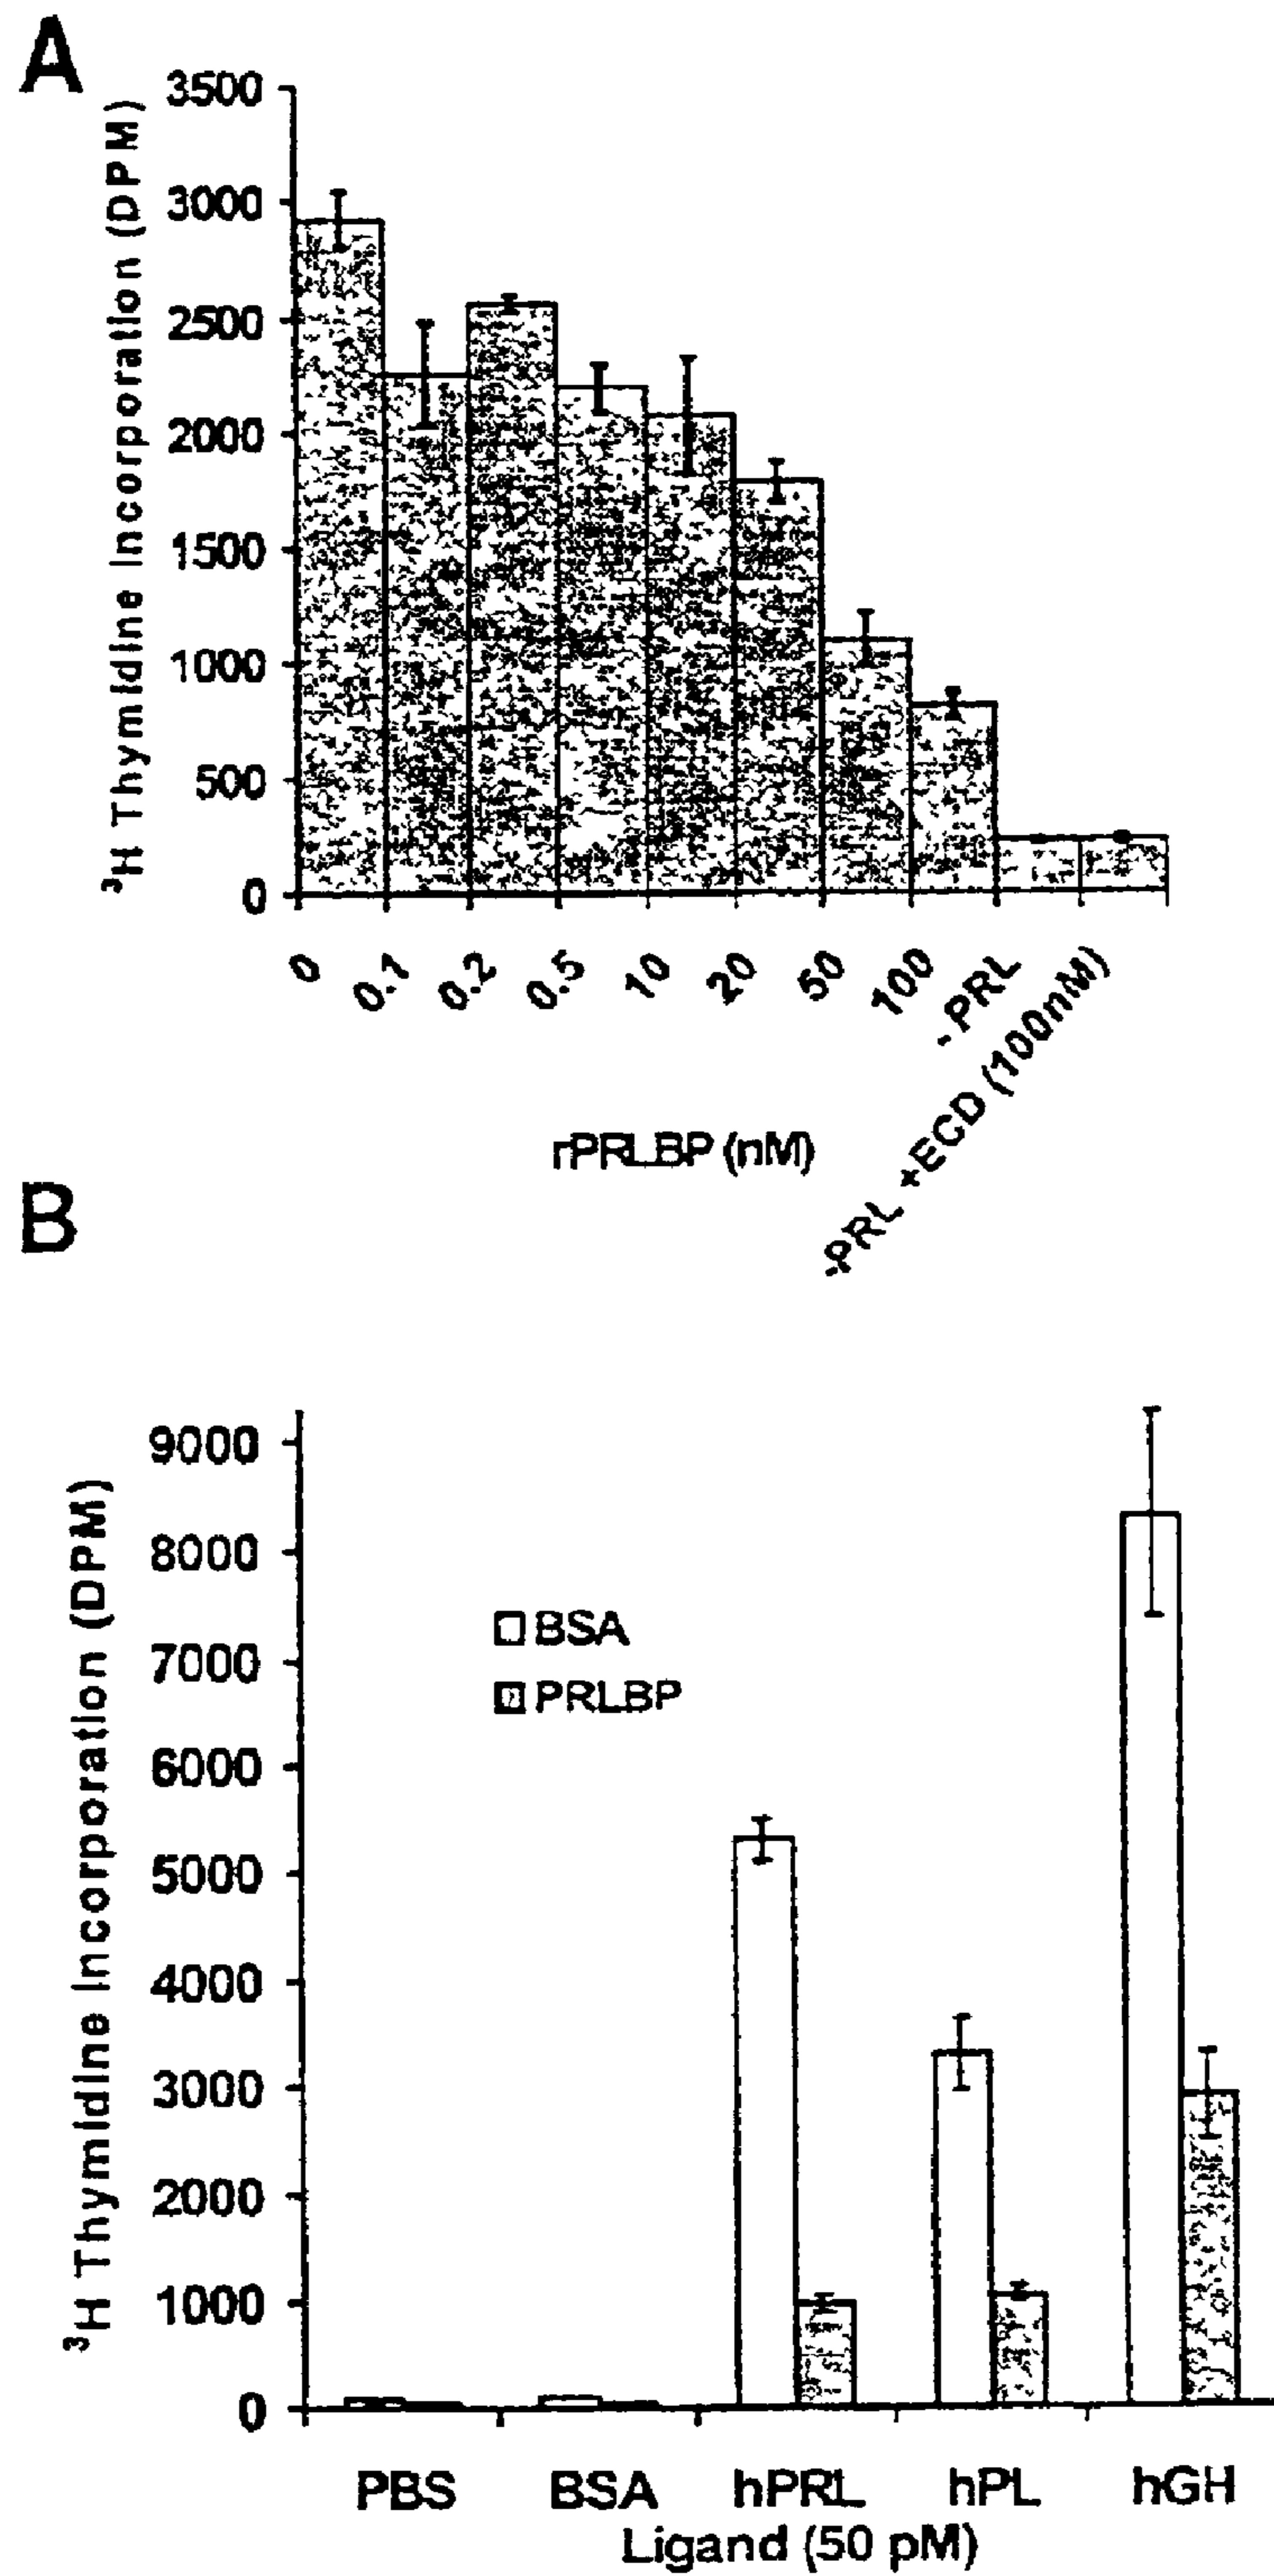 A
3500
3000
2500
2000
1500
1000
500
0
³H Thymidine Incorporation (DPM)
0 0.1 0.2 0.5 10 20 50 100 - PRL -PRL +ECD (100nM)
rPRLBP (nM)
B
9000
8000
7000
6000
5000
4000
3000
2000
1000
0
³H Thymidine Incorporation (DPM)
BSA
PRLBP
PBS BSA hPRL hPL hGH
Ligand (50 pM)